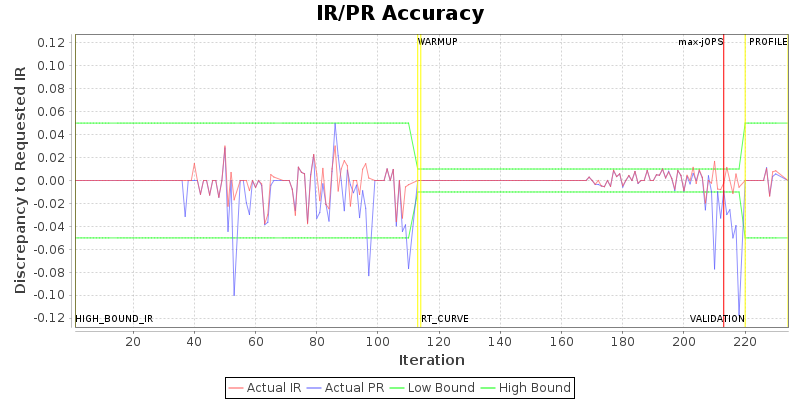 IR/PR Accuracy
WARMUP
max-jOPS
PROFILE
0.12
0.10
0.08
0.06
0.04
0.02
0.00
-0.02
-0.04
-0.06
-0.08
-0.10
-0.12
Discrepancy to Requested IR
HIGH_BOUND_IR
RT_CURVE
VALIDATION
20 40 60 80 100 120 140 160 180 200 220
Iteration
Actual IR Actual PR Low Bound High Bound